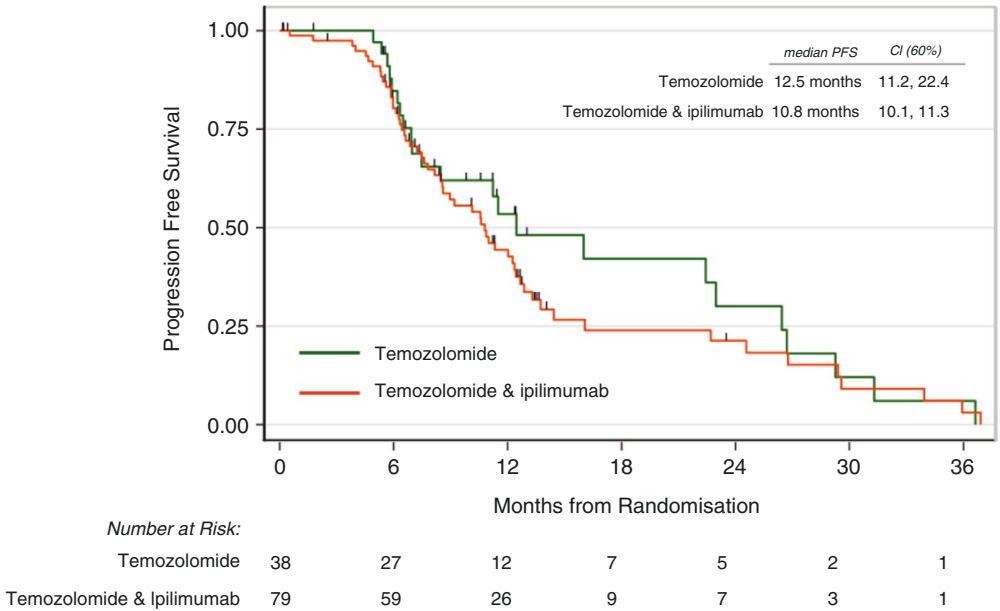 1.00
0.75
0.50
0.25
0.00
Progression Free Survival
median PFS CI (60%)
Temozolomide 12.5 months 11.2, 22.4
Temozolomide & ipilimumab 10.8 months 10.1, 11.3
Temozolomide
Temozolomide & ipilimumab
0 6 12 18 24 30 36
Months from Randomisation
Number at Risk:
Temozolomide 38 27 12 7 5 2 1
Temozolomide & Ipilimumab 79 59 26 9 7 3 1